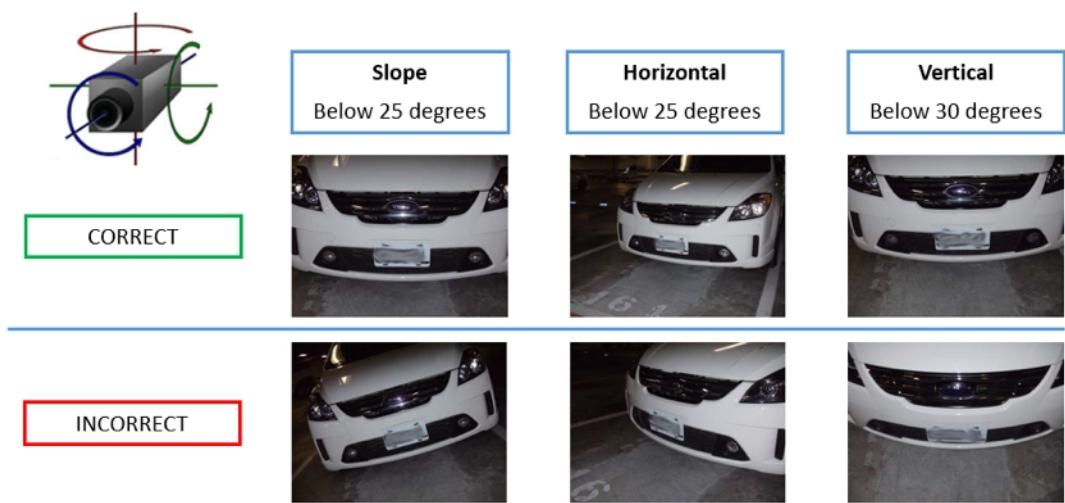 Slope
Below 25 degrees
Horizontal
Below 25 degrees
Vertical
Below 30 degrees
CORRECT
INCORRECT